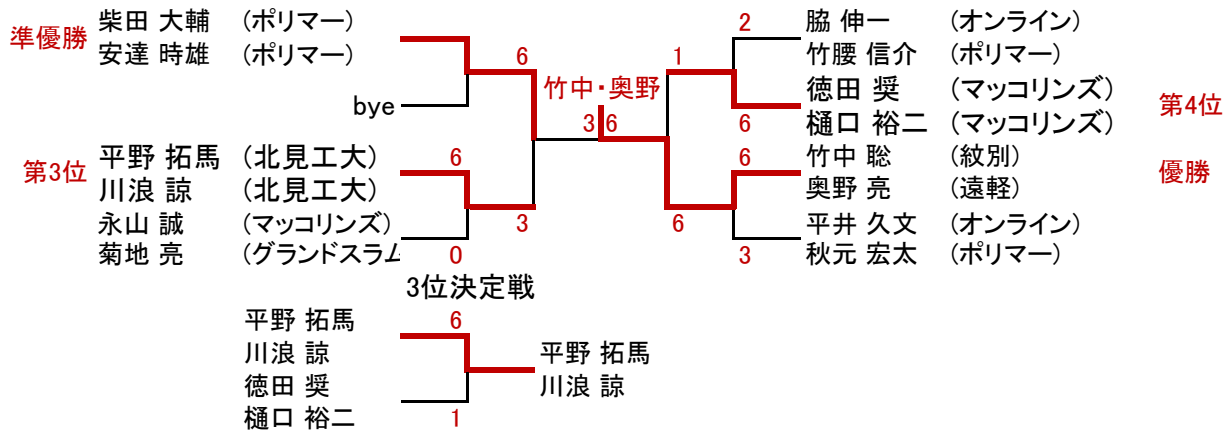 準優勝
柴田 大輔 (ポリマー)
安達 時雄 (ポリマー)
bye
第3位
平野 拓馬 (北見工大)
川浪 諒 (北見工大)
永山 誠 (マッコリンズ)
菊地 亮 (グランドスラム
6
6
0
3
竹中・奥野
3 6
1
6
2
6
6
3
脇 伸一 (オンライン)
竹腰 信介 (ポリマー)
徳田 奨 (マッコリンズ)
樋口 裕二 (マッコリンズ)
第4位
竹中 聡 (紋別)
奥野 亮 (遠軽)
優勝
平井 久文 (オンライン)
秋元 宏太 (ポリマー)
3位決定戦
平野 拓馬
川浪 諒
徳田 奨
樋口 裕二
6
1
平野 拓馬
川浪 諒